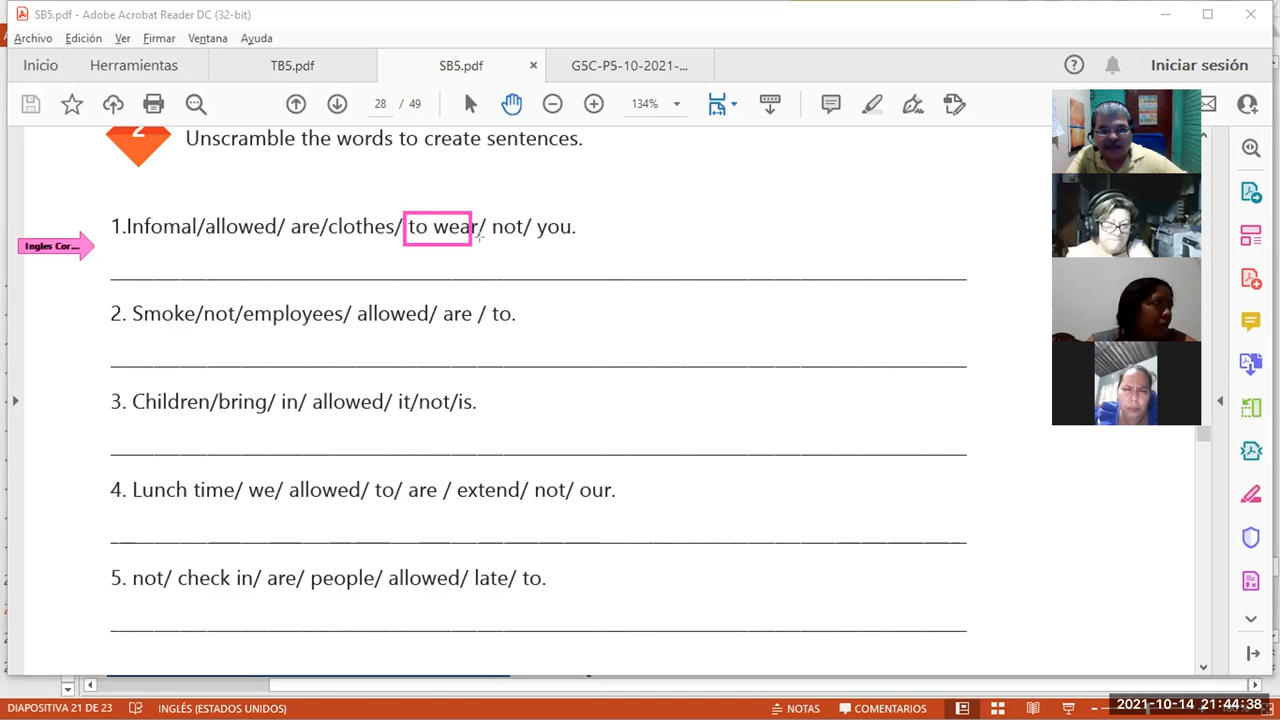 SB5.pdf - Adobe Acrobat Reader DC (32-bit)
Archivo Edición Ver Firmar Ventana Ayuda
Inicio Herramientas TB5.pdf SB5.pdf × G5C-P5-10-2021-... Iniciar sesión
28 / 49 134%
2 Unscramble the words to create sentences.
1.Infomal/allowed/ are/clothes/ to wear/ not/ you.
Ingles Cor...
2. Smoke/not/employees/ allowed/ are / to.
3. Children/bring/ in/ allowed/ it/not/is.
4. Lunch time/ we/ allowed/ to/ are / extend/ not/ our.
5. not/ check in/ are/ people/ allowed/ late/ to.
DIAPOSITIVA 21 DE 23 INGLÉS (ESTADOS UNIDOS) NOTAS COMENTARIOS
2021-10-14 21:44:38